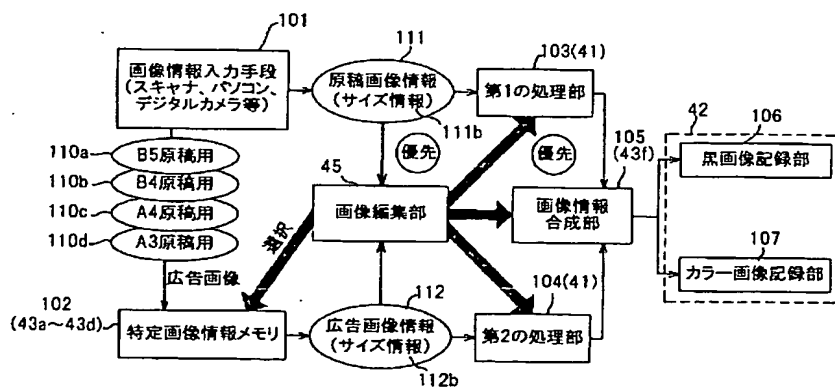 101
画像情報入力手段
(スキャナ、パソコン、
デジタルカメラ等)
111
原稿画像情報
(サイズ情報)
111b
103(41)
第1の処理部
優先
優先
110a
B5原稿用
110b
B4原稿用
110c
A4原稿用
110d
A3原稿用
広告画像
選択
45
画像編集部
105
(43f)
画像情報
合成部
42
106
黒画像記録部
107
カラー画像記録部
102
(43a～43d)
特定画像情報メモリ
112
広告画像情報
(サイズ情報)
112b
104(41)
第2の処理部